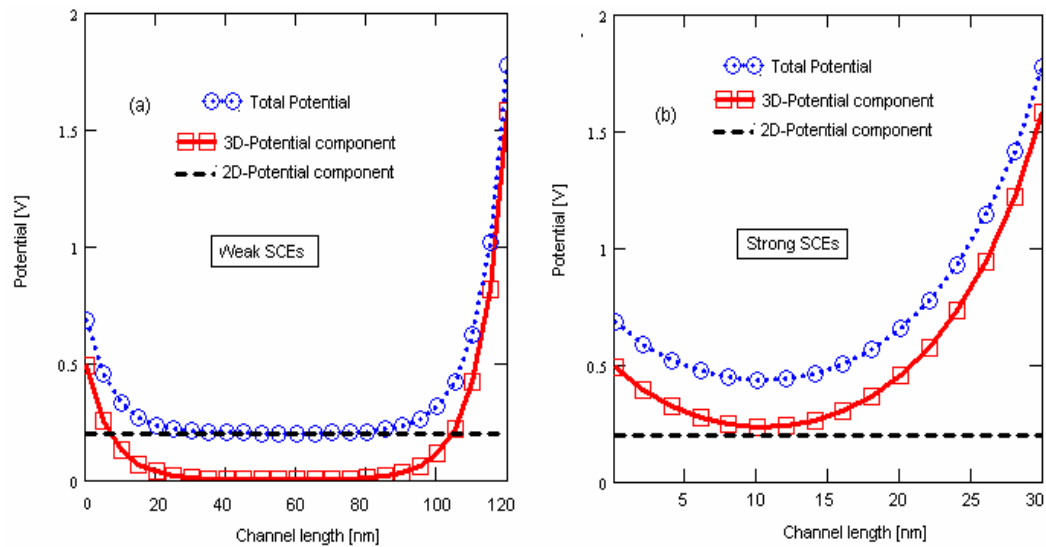 2
1.5
1
0.5
0
Potential [V]
(a)
Total Potential
3D-Potential component
2D-Potential component
Weak SCEs
0 20 40 60 80 100 120
Channel length [nm]
2
1.5
1
0.5
0
Potential [V]
(b)
Total Potential
3D-Potential component
2D-Potential component
Strong SCEs
5 10 15 20 25 30
Channel length [nm]